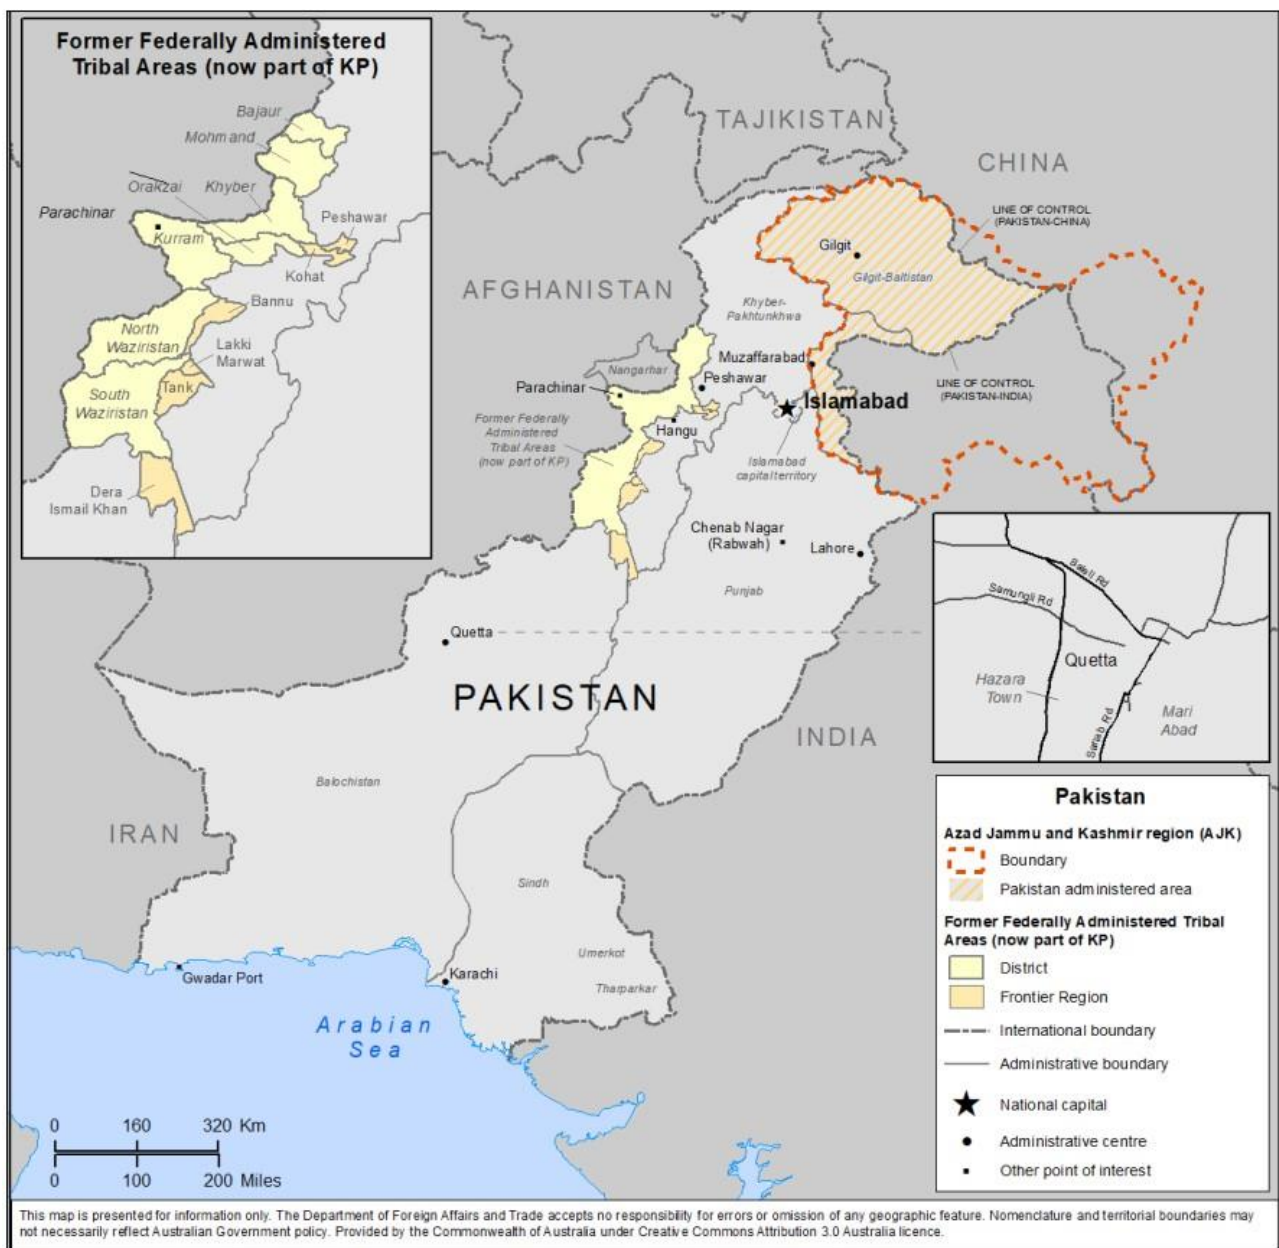 Former Federally Administered
Tribal Areas (now part of KP)
Bajaur
Mohmand
Orakzai
Khyber
Parachinar
Peshawar
Kurram
Kohat
Bannu
North
Waziristan
Lakki
Marwat
South
Waziristan
Tank
Dera
Ismail Khan
TAJIKISTAN
CHINA
LINE OF CONTROL
(PAKISTAN-CHINA)
Gilgit
Gilgit-Baltistan
AFGHANISTAN
Khyber-
Pakhtunkhwa
Muzaffarabad
Nangarhar
Peshawar
Parachinar
LINE OF CONTROL
(PAKISTAN-INDIA)
Islamabad
Former Federally
Administered
Tribal Areas
(now part of KP)
Hangu
Islamabad
capital territory
Chenab Nagar
(Rabwah)
Lahore
Punjab
Quetta
PAKISTAN
INDIA
Balochistan
IRAN
Sindh
Umerkot
Tharparkar
Gwadar Port
Karachi
Arabian
Sea
0 160 320 Km
0 100 200 Miles
Samungli Rd
Quetta
Hazara
Town
Mari
Abad
Pakistan
Azad Jammu and Kashmir region (AJK)
Boundary
Pakistan administered area
Former Federally Administered Tribal
Areas (now part of KP)
District
Frontier Region
International boundary
Administrative boundary
National capital
Administrative centre
Other point of interest
This map is presented for information only. The Department of Foreign Affairs and Trade accepts no responsibility for errors or omission of any geographic feature. Nomenclature and territorial boundaries may
not necessarily reflect Australian Government policy. Provided by the Commonwealth of Australia under Creative Commons Attribution 3.0 Australia licence.